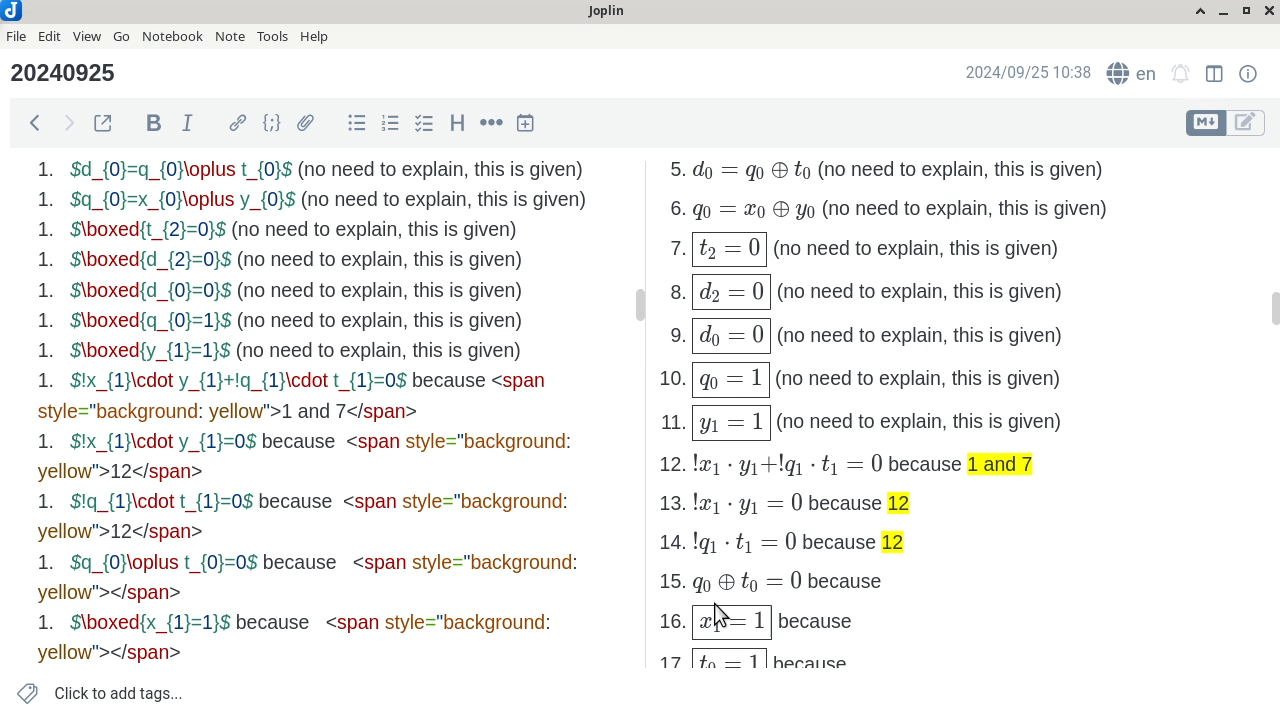 Joplin
File Edit View Go Notebook Note Tools Help
20240925
2024/09/25 10:38 en
1. $d_{0}=q_{0}\oplus t_{0}$ (no need to explain, this is given)
1. $q_{0}=x_{0}\oplus y_{0}$ (no need to explain, this is given)
1. $\boxed{t_{2}=0}$ (no need to explain, this is given)
1. $\boxed{d_{2}=0}$ (no need to explain, this is given)
1. $\boxed{d_{0}=0}$ (no need to explain, this is given)
1. $\boxed{q_{0}=1}$ (no need to explain, this is given)
1. $\boxed{y_{1}=1}$ (no need to explain, this is given)
1. $!x_{1}\cdot y_{1}+!q_{1}\cdot t_{1}=0$ because <span
style="background: yellow">1 and 7</span>
1. $!x_{1}\cdot y_{1}=0$ because <span style="background:
yellow">12</span>
1. $!q_{1}\cdot t_{1}=0$ because <span style="background:
yellow">12</span>
1. $q_{0}\oplus t_{0}=0$ because <span style="background:
yellow"></span>
1. $\boxed{x_{1}=1}$ because <span style="background:
yellow"></span>
5. d₀ = q₀ ⊕ t₀ (no need to explain, this is given)
6. q₀ = x₀ ⊕ y₀ (no need to explain, this is given)
7. t₂ = 0 (no need to explain, this is given)
8. d₂ = 0 (no need to explain, this is given)
9. d₀ = 0 (no need to explain, this is given)
10. q₀ = 1 (no need to explain, this is given)
11. y₁ = 1 (no need to explain, this is given)
12. !x₁ · y₁+!q₁ · t₁ = 0 because 1 and 7
13. !x₁ · y₁ = 0 because 12
14. !q₁ · t₁ = 0 because 12
15. q₀ ⊕ t₀ = 0 because
16. x₁ = 1 because
17. t₀ = 1 because
Click to add tags...